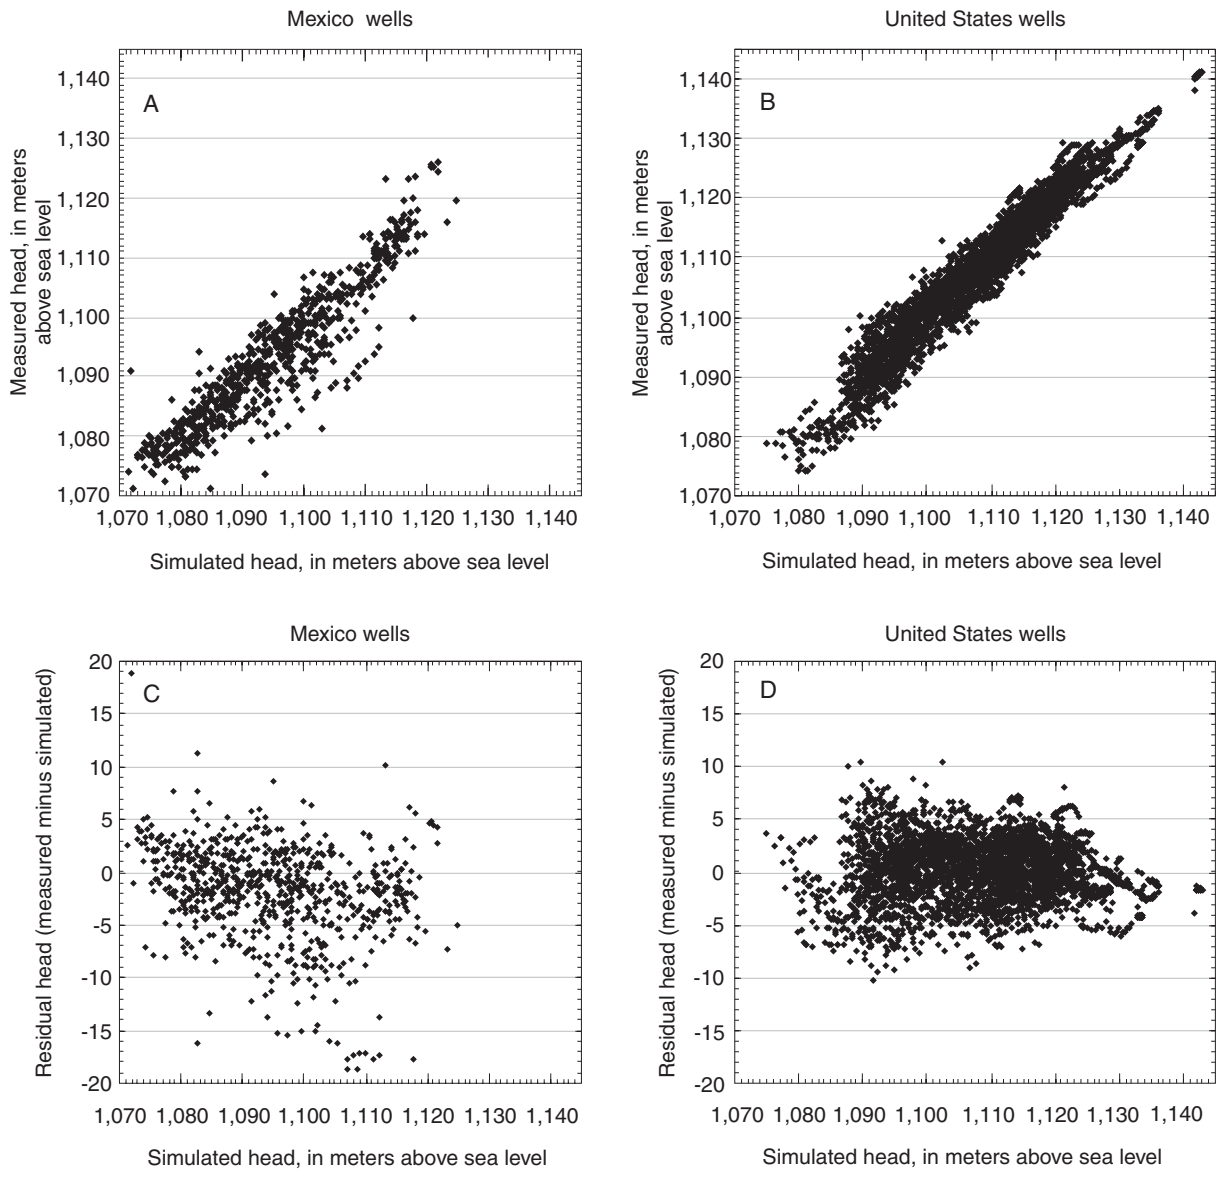 Mexico wells
United States wells
Measured head, in meters
above sea level
1,140
1,130
1,120
1,110
1,100
1,090
1,080
1,070
A
1,070 1,080 1,090 1,100 1,110 1,120 1,130 1,140
Simulated head, in meters above sea level
Measured head, in meters
above sea level
1,140
1,130
1,120
1,110
1,100
1,090
1,080
1,070
B
1,070 1,080 1,090 1,100 1,110 1,120 1,130 1,140
Simulated head, in meters above sea level
Mexico wells
United States wells
Residual head (measured minus simulated)
20
15
10
5
0
-5
-10
-15
-20
C
1,070 1,080 1,090 1,100 1,110 1,120 1,130 1,140
Simulated head, in meters above sea level
Residual head (measured minus simulated)
20
15
10
5
0
-5
-10
-15
-20
D
1,070 1,080 1,090 1,100 1,110 1,120 1,130 1,140
Simulated head, in meters above sea level